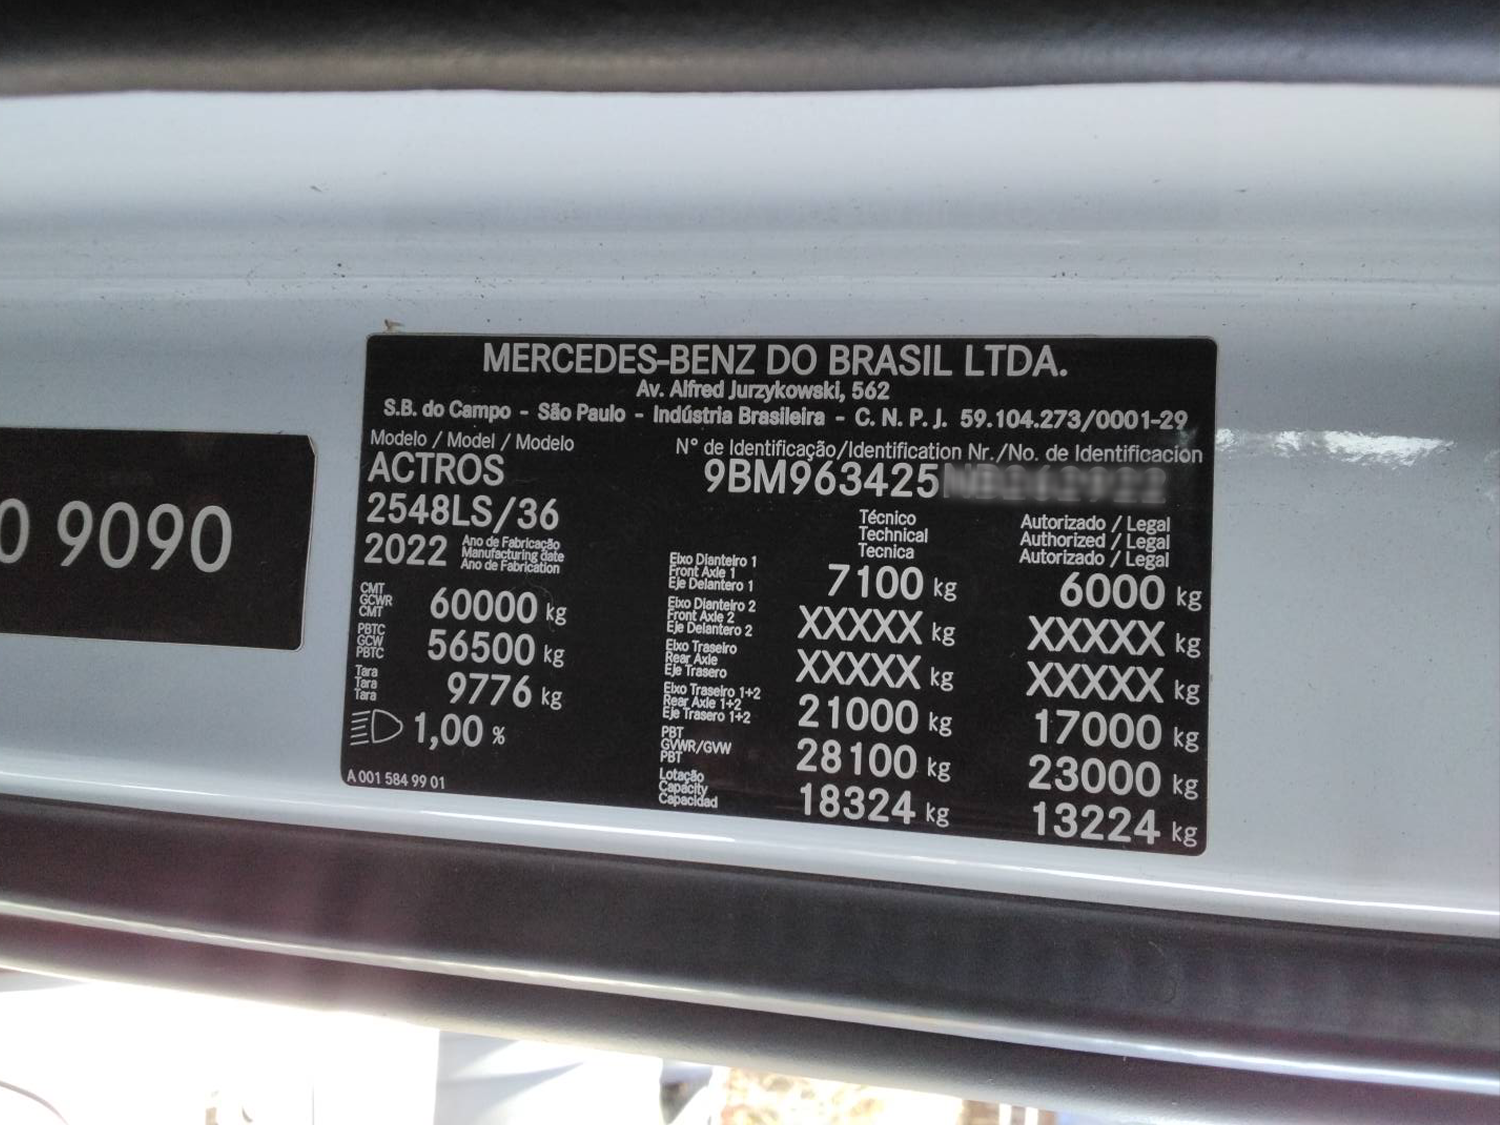 MERCEDES-BENZ DO BRASIL LTDA.
Av. Alfred Jurzykowski, 562
S.B. do Campo - São Paulo - Indústria Brasileira - C. N. P. J. 59.104.273/0001-29
Modelo / Model / Modelo
ACTROS
2548LS/36
2022 Ano de Fabricação
Manufacturing date
Ano de Fabrication
CMT
GCWR
CMT
60000 kg
PBTC
GCW
PBTC
56500 kg
Tara
Tara
Tara
9776 kg
1,00 %
A 001 584 99 01
N° de Identificação/Identification Nr./No. de Identificacion
9BM963425
Técnico
Technical
Tecnica
Autorizado / Legal
Authorized / Legal
Autorizado / Legal
Eixo Dianteiro 1
Front Axle 1
Eje Delantero 1
7100 kg 6000 kg
Eixo Dianteiro 2
Front Axle 2
Eje Delantero 2
XXXXX kg XXXXX kg
Eixo Traseiro
Rear Axle
Eje Trasero
XXXXX kg XXXXX kg
Eixo Traseiro 1+2
Rear Axle 1+2
Eje Trasero 1+2
21000 kg 17000 kg
PBT
GVWR/GVW
PBT
28100 kg 23000 kg
Lotação
Capacity
Capacidad
18324 kg 13224 kg
0 9090